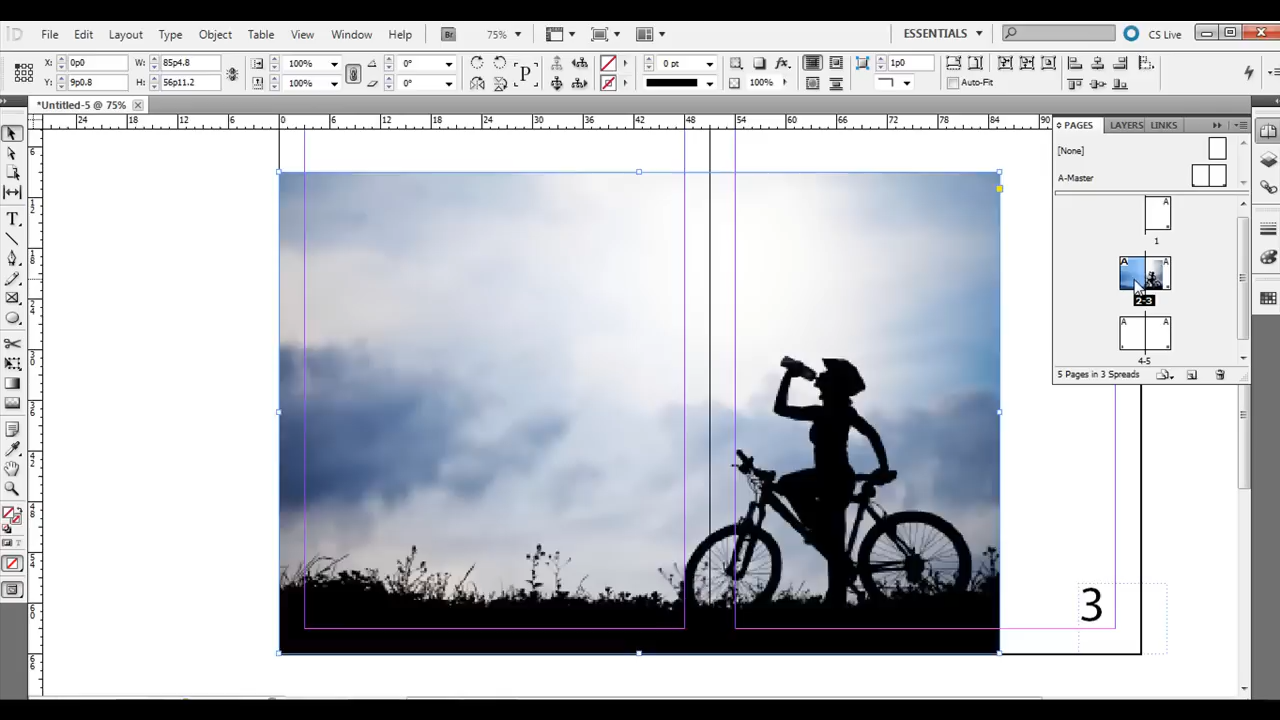 File Edit Layout Type Object Table View Window Help Br 75% ESSENTIALS CS Live
X: 0p0 W: 85p4.8 100% 0° 0 pt 1p0
Y: 9p0.8 H: 56p11.2 100% 0° 100% Auto-Fit
*Untitled-5 @ 75%
24 18 12 6 0 6 12 18 24 30 36 42 48 54 60 66 72 78 84 90
PAGES LAYERS LINKS
[None]
A-Master
A
1
A A
2-3
A A
4-5
5 Pages in 3 Spreads
3